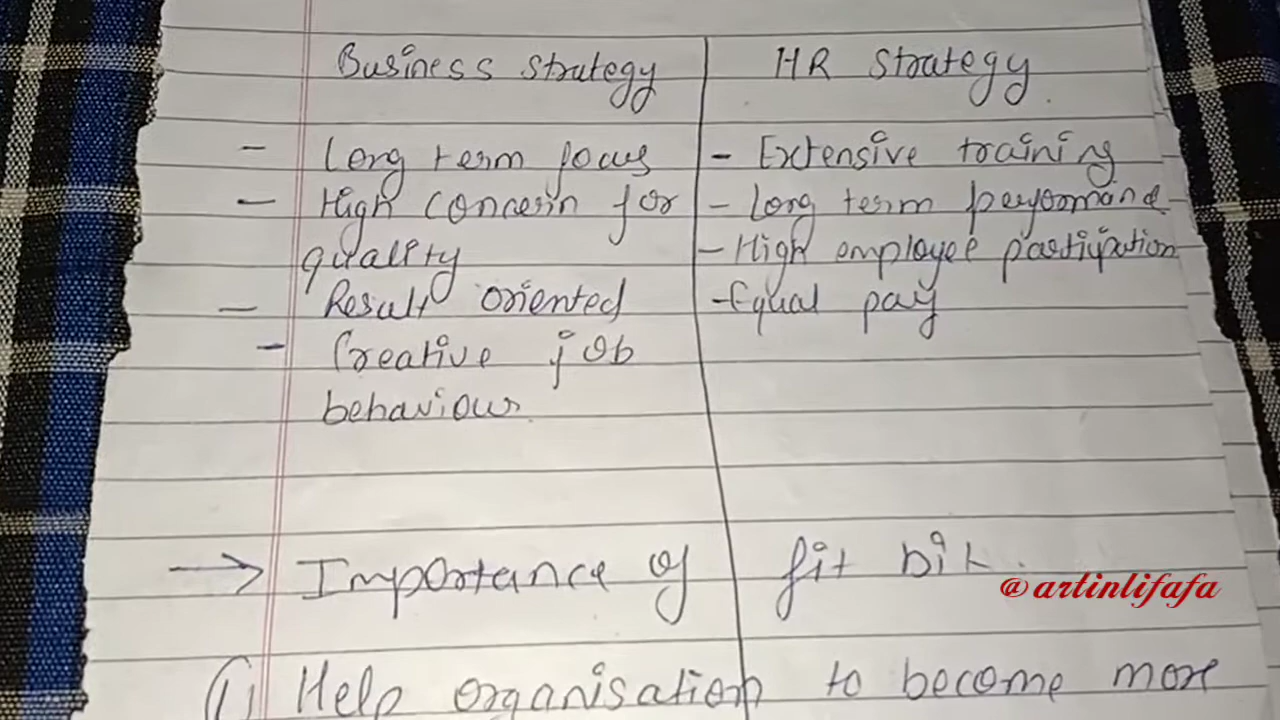 Business strategy | HR strategy
- Long term focus - Extensive training
- High concern for - Long term performance
quality - High employee participation
- Result oriented - Equal pay
- Creative job
behaviour
→ Importance of fit
@artinlifafa
(1) Help organisation to become more